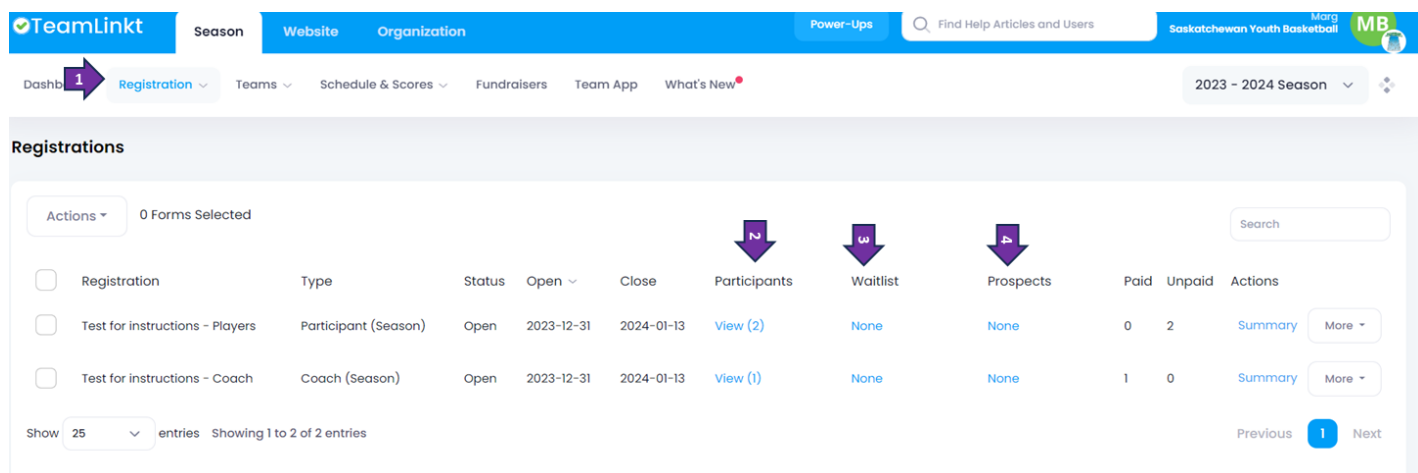 TeamLinkt Season Website Organization Power-Ups Find Help Articles and Users Marg
Saskatchewan Youth Basketball MB
1 Registration Teams Schedule & Scores Fundraisers Team App What's New 2023 - 2024 Season
Registrations
Actions 0 Forms Selected Search
2 3 4
Registration Type Status Open Close Participants Waitlist Prospects Paid Unpaid Actions
Test for instructions - Players Participant (Season) Open 2023-12-31 2024-01-13 View (2) None None 0 2 Summary More
Test for instructions - Coach Coach (Season) Open 2023-12-31 2024-01-13 View (1) None None 1 0 Summary More
Show 25 entries Showing 1 to 2 of 2 entries Previous 1 Next